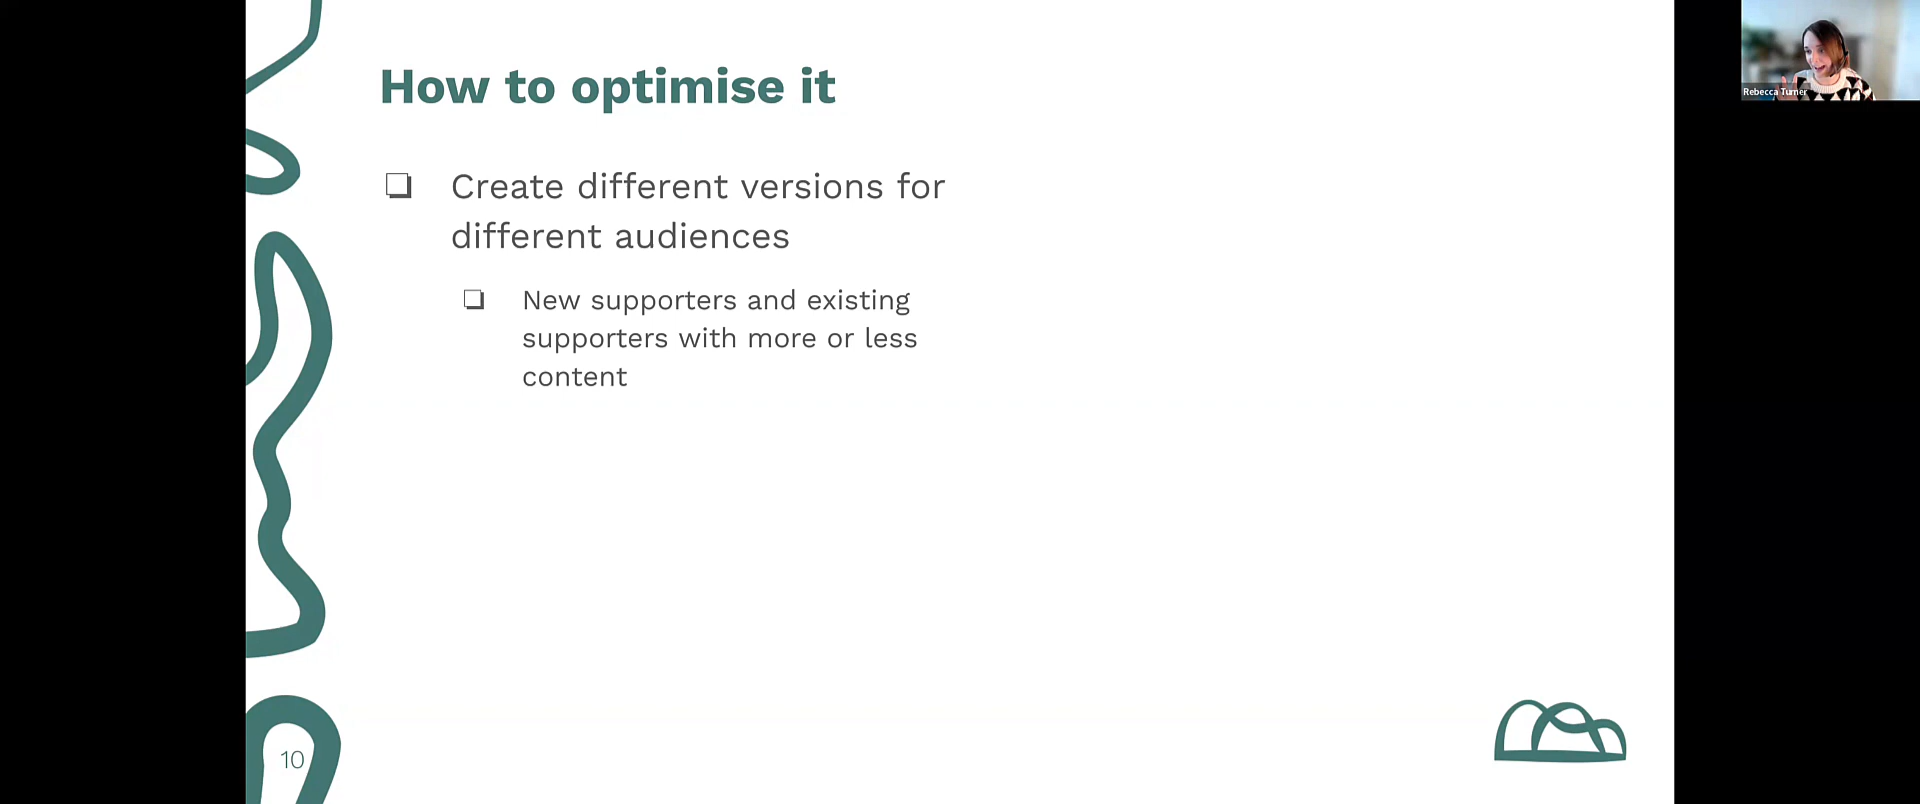 How to optimise it
Create different versions for
different audiences
New supporters and existing
supporters with more or less
content
10
Rebecca Turner